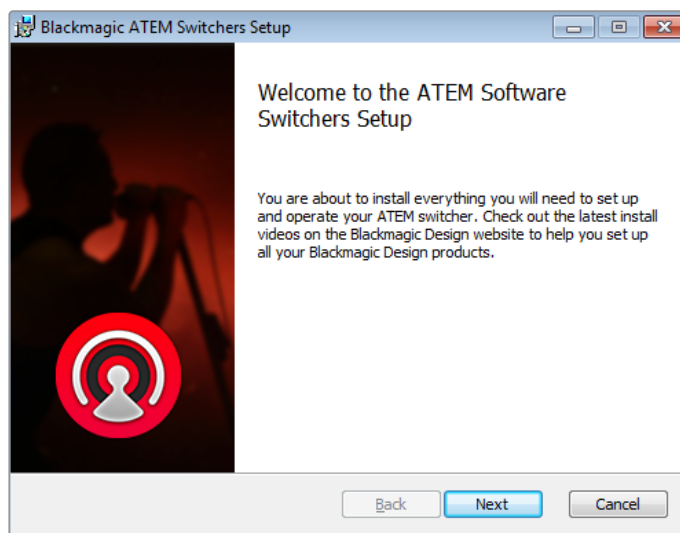 Blackmagic ATEM Switchers Setup
Welcome to the ATEM Software
Switchers Setup
You are about to install everything you will need to set up
and operate your ATEM switcher. Check out the latest install
videos on the Blackmagic Design website to help you set up
all your Blackmagic Design products.
Back Next Cancel